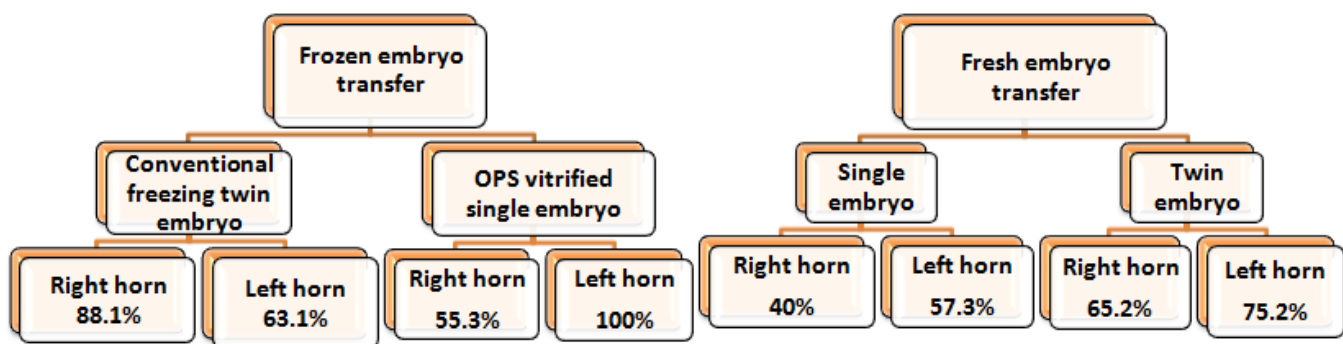 Frozen embryo
transfer
Conventional
freezing twin
embryo
OPS vitrified
single embryo
Right horn
88.1%
Left horn
63.1%
Right horn
55.3%
Left horn
100%
Fresh embryo
transfer
Single
embryo
Twin
embryo
Right horn
40%
Left horn
57.3%
Right horn
65.2%
Left horn
75.2%